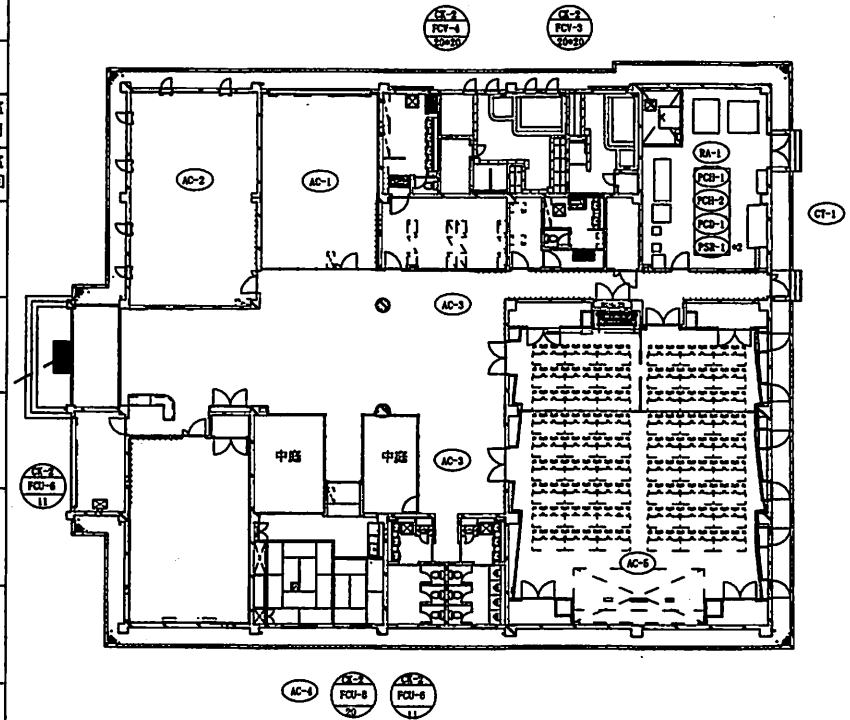 CK-2
FCV-4
20*20
CK-2
FCV-3
20*20
AC-2
AC-1
RA-1
PCH-1
PCH-2
PCD-1
PSR-1 *2
CT-1
AC-3
中庭
中庭
AC-3
CK-2
FCU-6
11
AC-5
AC-4
CK-2
FCU-8
20
CK-2
FCU-6
11